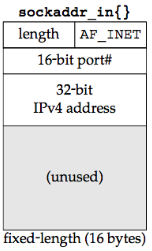 sockaddr_in{}
length AF_INET
16-bit port#
32-bit
IPv4 address
(unused)
fixed-length (16 bytes)